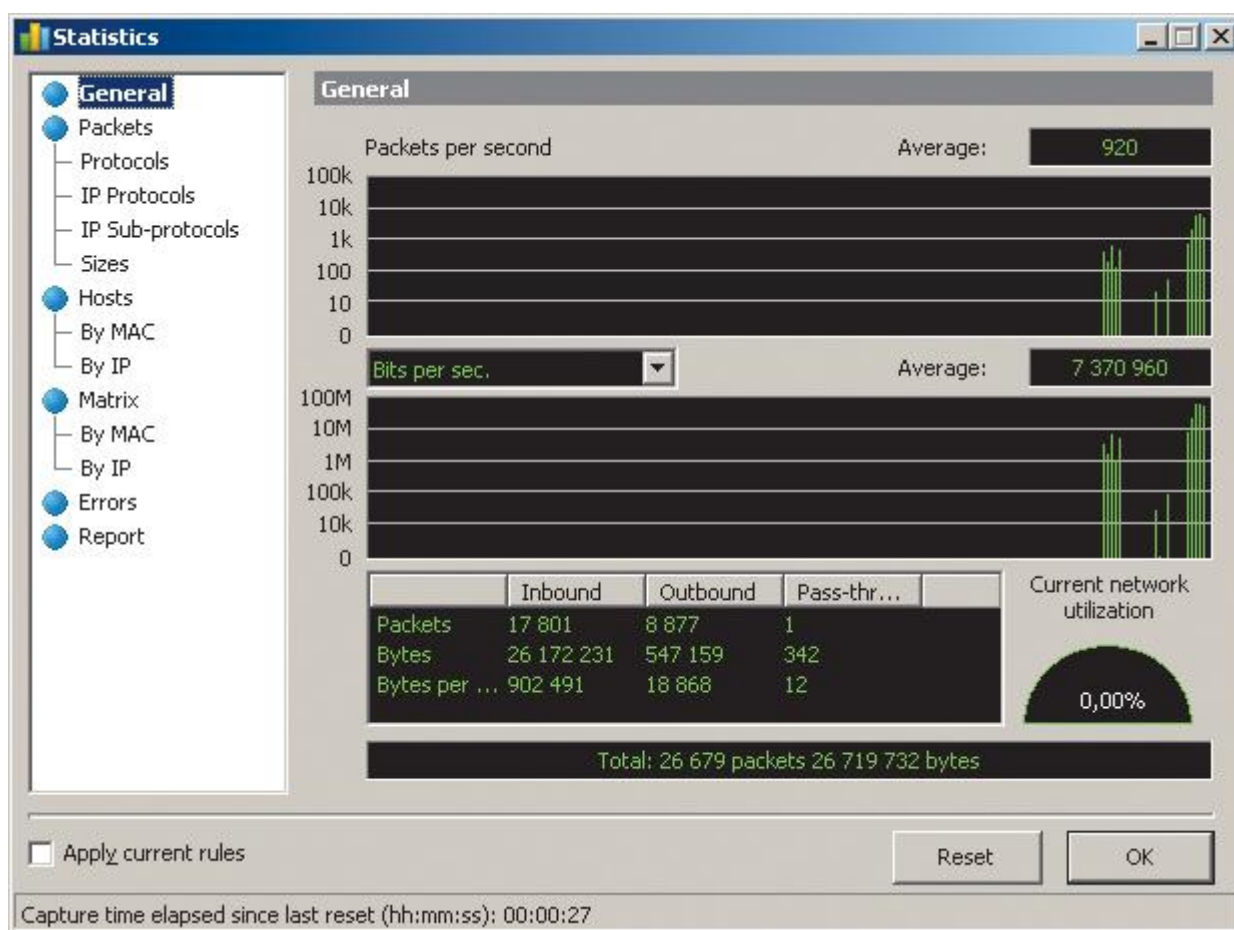 Statistics
General
Packets
Protocols
IP Protocols
IP Sub-protocols
Sizes
Hosts
By MAC
By IP
Matrix
By MAC
By IP
Errors
Report
General
Packets per second Average: 920
100k
10k
1k
100
10
0
Bits per sec. Average: 7 370 960
100M
10M
1M
100k
10k
0
Inbound Outbound Pass-thr...
Packets 17 801 8 877 1
Bytes 26 172 231 547 159 342
Bytes per ... 902 491 18 868 12
Current network
utilization
0,00%
Total: 26 679 packets 26 719 732 bytes
Apply current rules
Reset
OK
Capture time elapsed since last reset (hh:mm:ss): 00:00:27